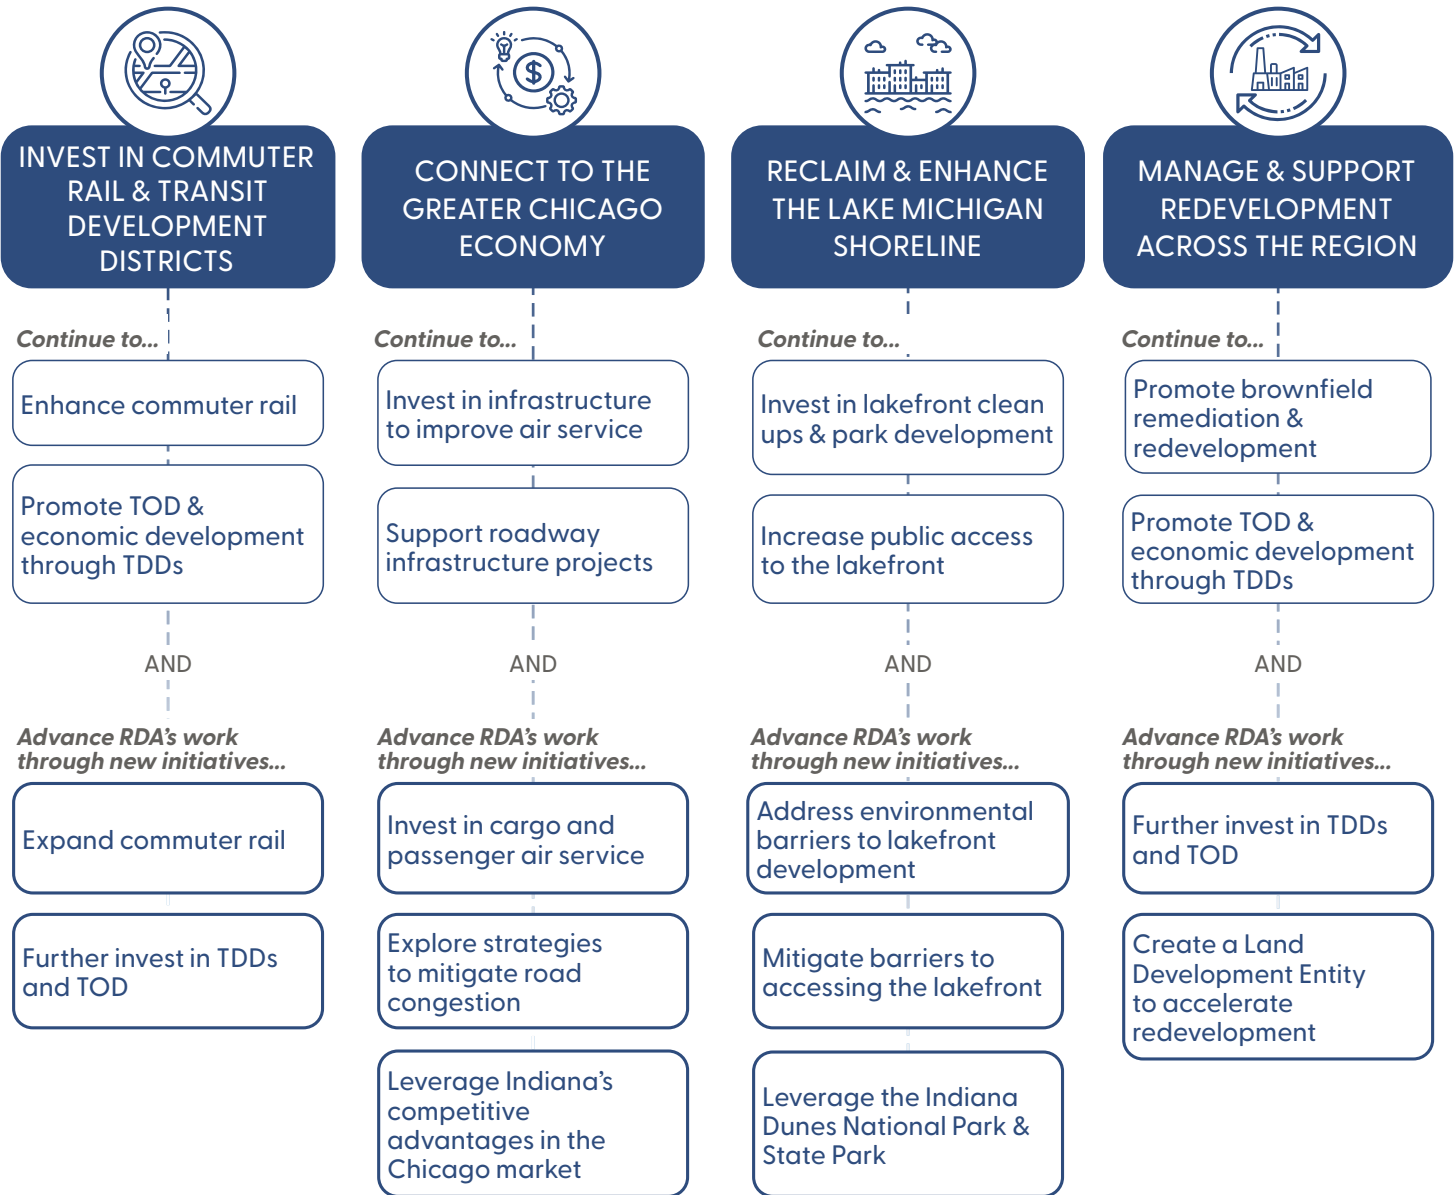 INVEST IN COMMUTER
RAIL & TRANSIT
DEVELOPMENT
DISTRICTS
Continue to...
Enhance commuter rail
Promote TOD &
economic development
through TDDs
AND
Advance RDA's work
through new initiatives...
Expand commuter rail
Further invest in TDDs
and TOD
$
CONNECT TO THE
GREATER CHICAGO
ECONOMY
Continue to...
Invest in infrastructure
to improve air service
Support roadway
infrastructure projects
AND
Advance RDA's work
through new initiatives...
Invest in cargo and
passenger air service
Explore strategies
to mitigate road
congestion
Leverage Indiana's
competitive
advantages in the
Chicago market
RECLAIM & ENHANCE
THE LAKE MICHIGAN
SHORELINE
Continue to...
Invest in lakefront clean
ups & park development
Increase public access
to the lakefront
AND
Advance RDA's work
through new initiatives...
Address environmental
barriers to lakefront
development
Mitigate barriers to
accessing the lakefront
Leverage the Indiana
Dunes National Park &
State Park
MANAGE & SUPPORT
REDEVELOPMENT
ACROSS THE REGION
Continue to...
Promote brownfield
remediation &
redevelopment
Promote TOD &
economic development
through TDDs
AND
Advance RDA's work
through new initiatives...
Further invest in TDDs
and TOD
Create a Land
Development Entity
to accelerate
redevelopment